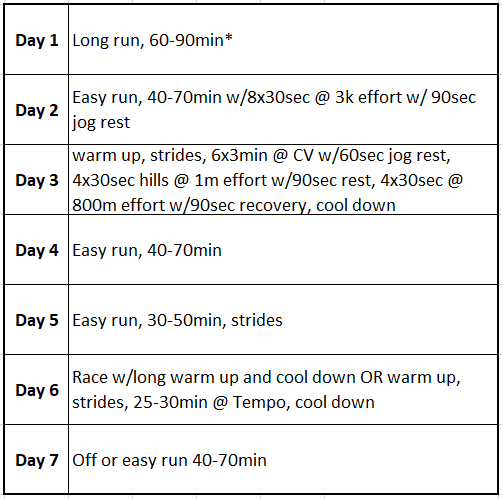 Day 1 Long run, 60-90min*
Day 2 Easy run, 40-70min w/8x30sec @ 3k effort w/ 90sec
jog rest
Day 3 warm up, strides, 6x3min @ CV w/60sec jog rest,
4x30sec hills @ 1m effort w/90sec rest, 4x30sec @
800m effort w/90sec recovery, cool down
Day 4 Easy run, 40-70min
Day 5 Easy run, 30-50min, strides
Day 6 Race w/long warm up and cool down OR warm up,
strides, 25-30min @ Tempo, cool down
Day 7 Off or easy run 40-70min